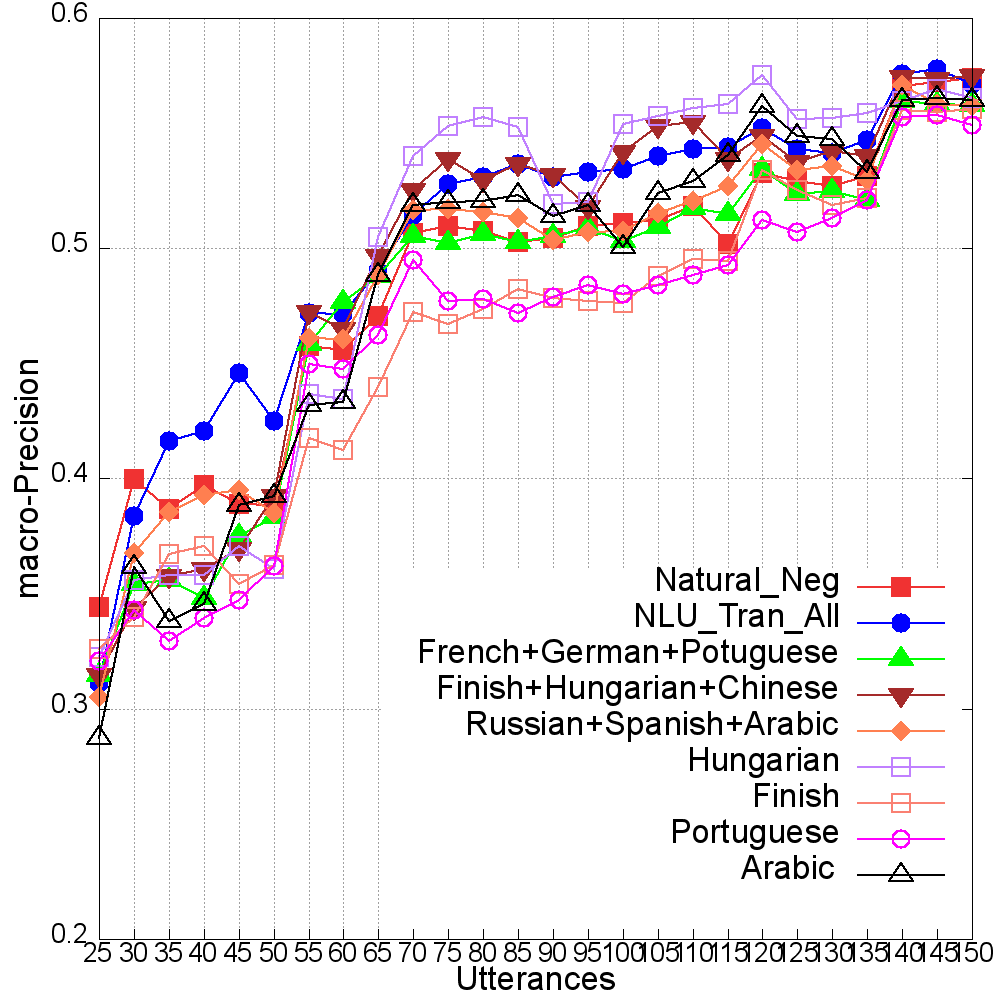 0.6
0.5
0.4
0.3
0.2
macro-Precision
Natural_Neg
NLU_Tran_All
French+German+Potuguese
Finish+Hungarian+Chinese
Russian+Spanish+Arabic
Hungarian
Finish
Portuguese
Arabic
25 30 35 40 45 50 55 60 65 70 75 80 85 90 95 100 105 110 115 120 125 130 135 140 145 150
Utterances